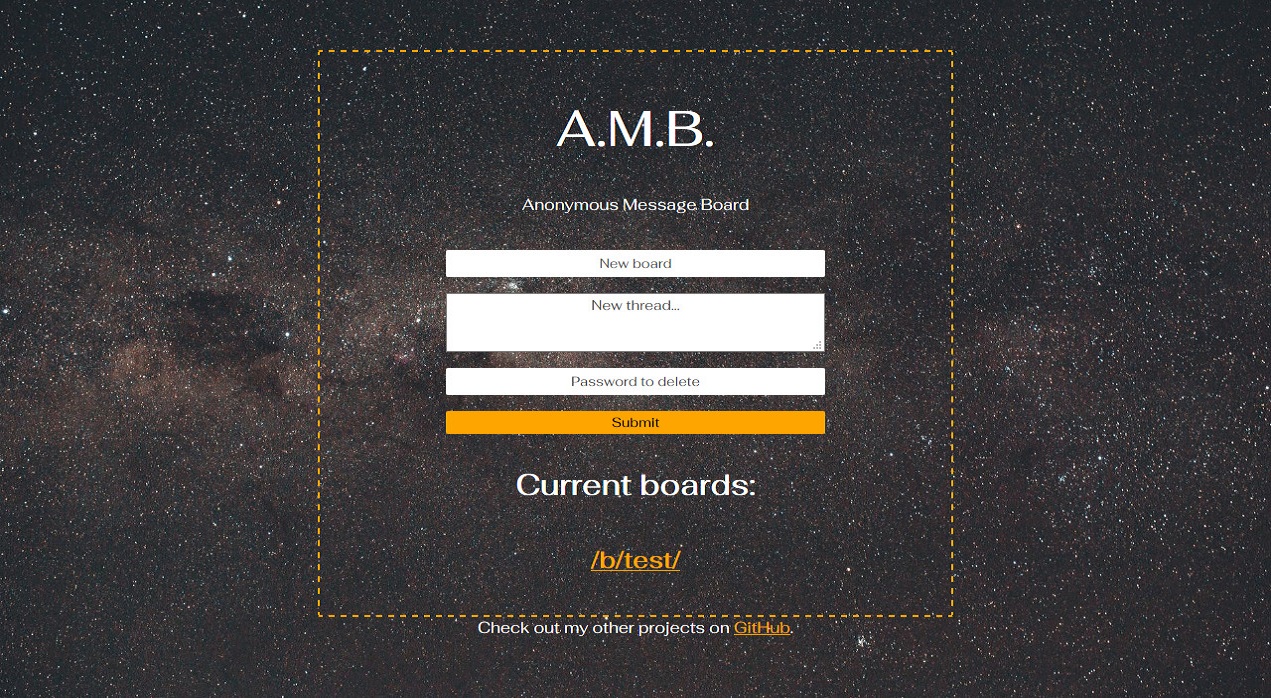 A.M.B.
Anonymous Message Board
New board
New thread...
Password to delete
Submit
Current boards:
/b/test/
Check out my other projects on GitHub.